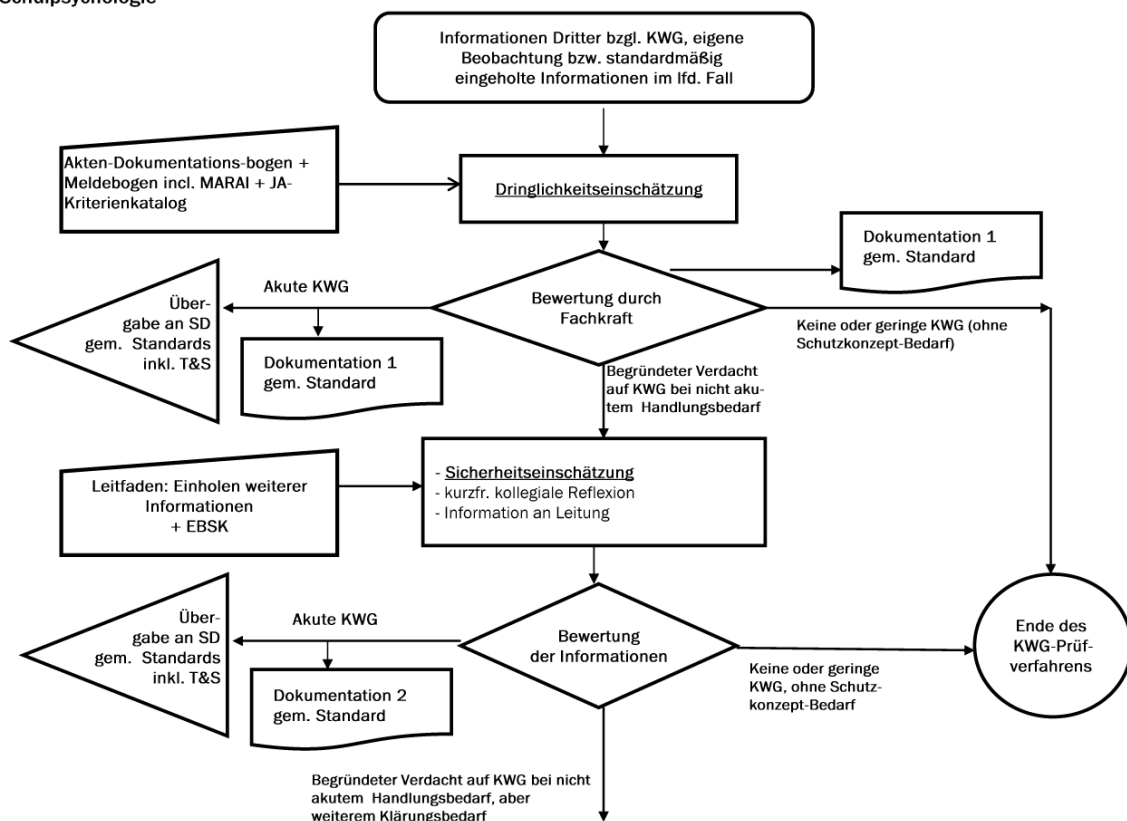 Schulpsychologie
Informationen Dritter bzgl. KWG, eigene
Beobachtung bzw. standardmäßig
eingeholte Informationen im lfd. Fall
Akten-Dokumentations-bogen +
Meldebogen incl. MARAI + JA-
Kriterienkatalog
Dringlichkeitseinschätzung
Dokumentation 1
gem. Standard
Akute KWG
Bewertung durch
Fachkraft
Über-
gabe an SD
gem. Standards
inkl. T&S
Keine oder geringe KWG (ohne
Schutzkonzept-Bedarf)
Dokumentation 1
gem. Standard
Begründeter Verdacht
auf KWG bei nicht aku-
tem Handlungsbedarf
Leitfaden: Einholen weiterer
Informationen
+ EBSK
- Sicherheitseinschätzung
- kurzfr. kollegiale Reflexion
- Information an Leitung
Über-
gabe an SD
gem. Standards
inkl. T&S
Akute KWG
Bewertung
der Informationen
Ende des
KWG-Prüf-
verfahrens
Keine oder geringe
KWG, ohne Schutz-
konzept-Bedarf
Dokumentation 2
gem. Standard
Begründeter Verdacht auf KWG bei nicht
akutem Handlungsbedarf, aber
weiterem Klärungsbedarf